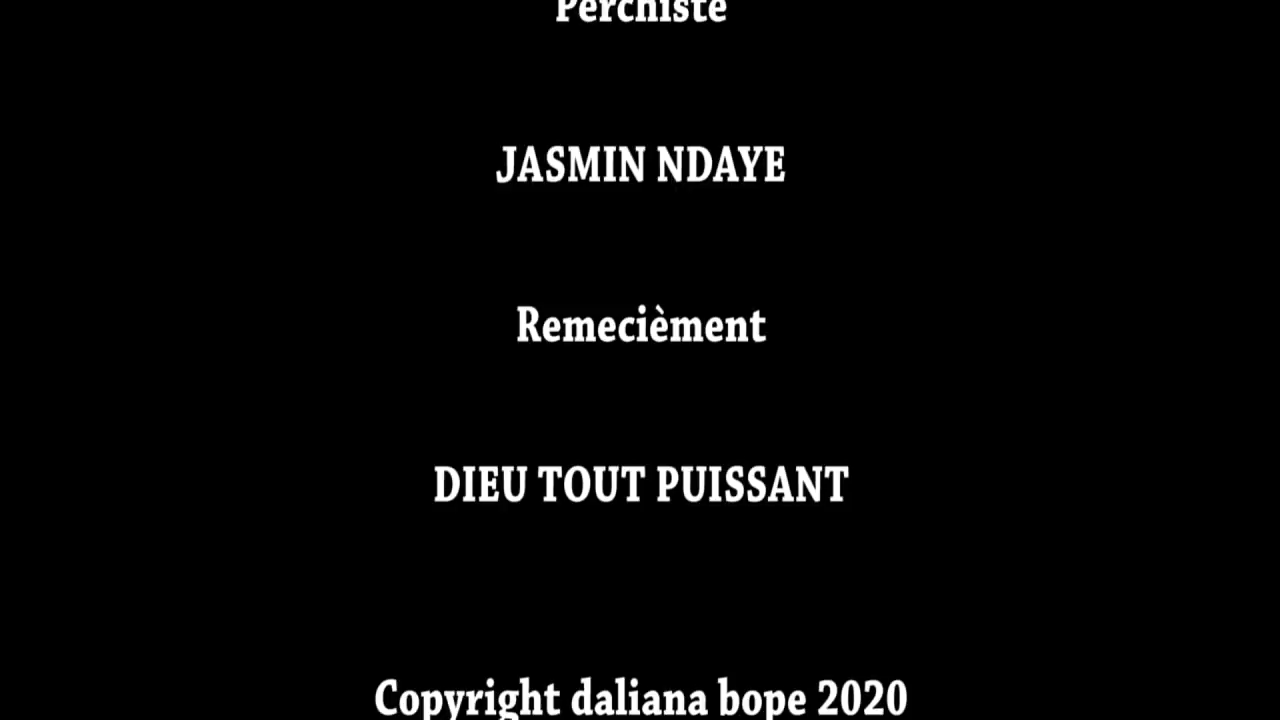 Perchiste
JASMIN NDAYE
Remecièment
DIEU TOUT PUISSANT
Copyright daliana bope 2020